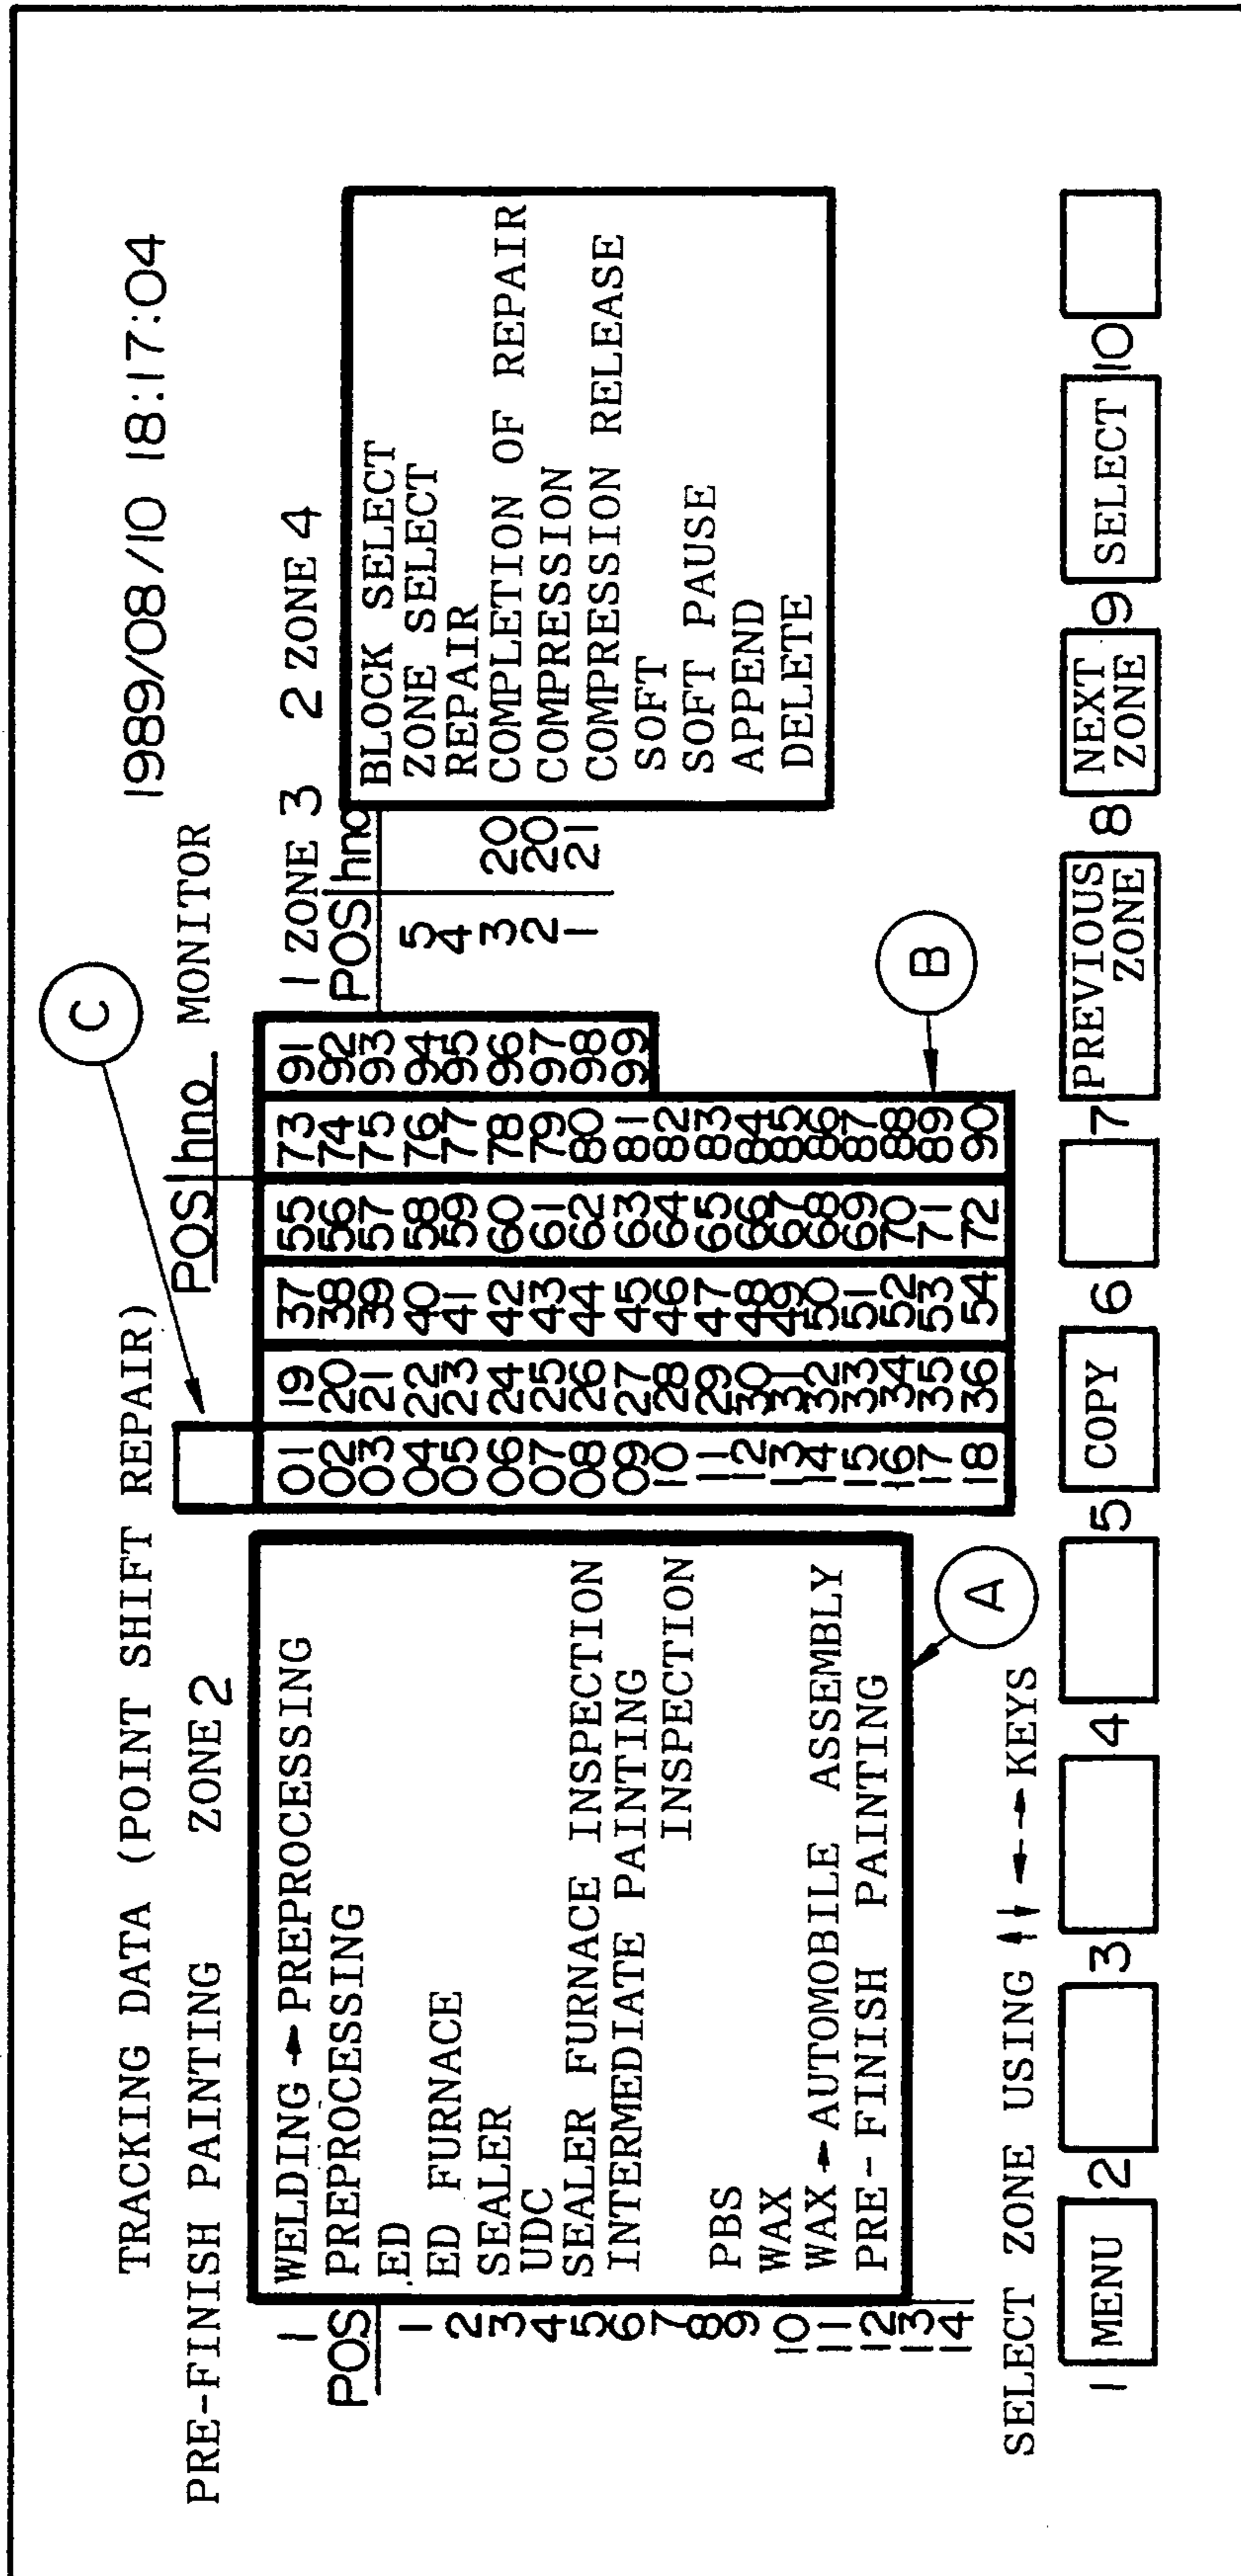 TRACKING DATA (POINT SHIFT REPAIR) 1989/08/10 18:17:04
PRE-FINISH PAINTING ZONE 2 POS hno MONITOR
C
1 ZONE 3 2 ZONE 4
1
POS
POS hno
WELDING → PREPROCESSING
PREPROCESSING
ED
ED FURNACE
SEALER
UDC
SEALER FURNACE INSPECTION
INTERMEDIATE PAINTING
INSPECTION
PBS
WAX
WAX → AUTOMOBILE ASSEMBLY
PRE-FINISH PAINTING
1
2
3
4
5
6
7
8
9
10
11
12
13
14
A
01 19 37 55 73 91
02 20 38 56 74 92
03 21 39 57 75 93
04 22 40 58 76 94
05 23 41 59 77 95
06 24 42 60 78 96
07 25 43 61 79 97
08 26 44 62 80 98
09 27 45 63 81 99
10 28 46 64 82
11 29 47 65 83
12 30 48 66 84
13 31 49 67 85
14 32 50 68 86
15 33 51 69 87
16 34 52 70 88
17 35 53 71 89
18 36 54 72 90
B
5
4
3 20
2 20
1 21
BLOCK SELECT
ZONE SELECT
REPAIR
COMPLETION OF REPAIR
COMPRESSION
COMPRESSION RELEASE
SOFT
SOFT PAUSE
APPEND
DELETE
SELECT ZONE USING ↑↓ ← → KEYS
1 MENU 2 3 4 5 COPY 6 7 PREVIOUS ZONE 8 NEXT ZONE 9 SELECT 10